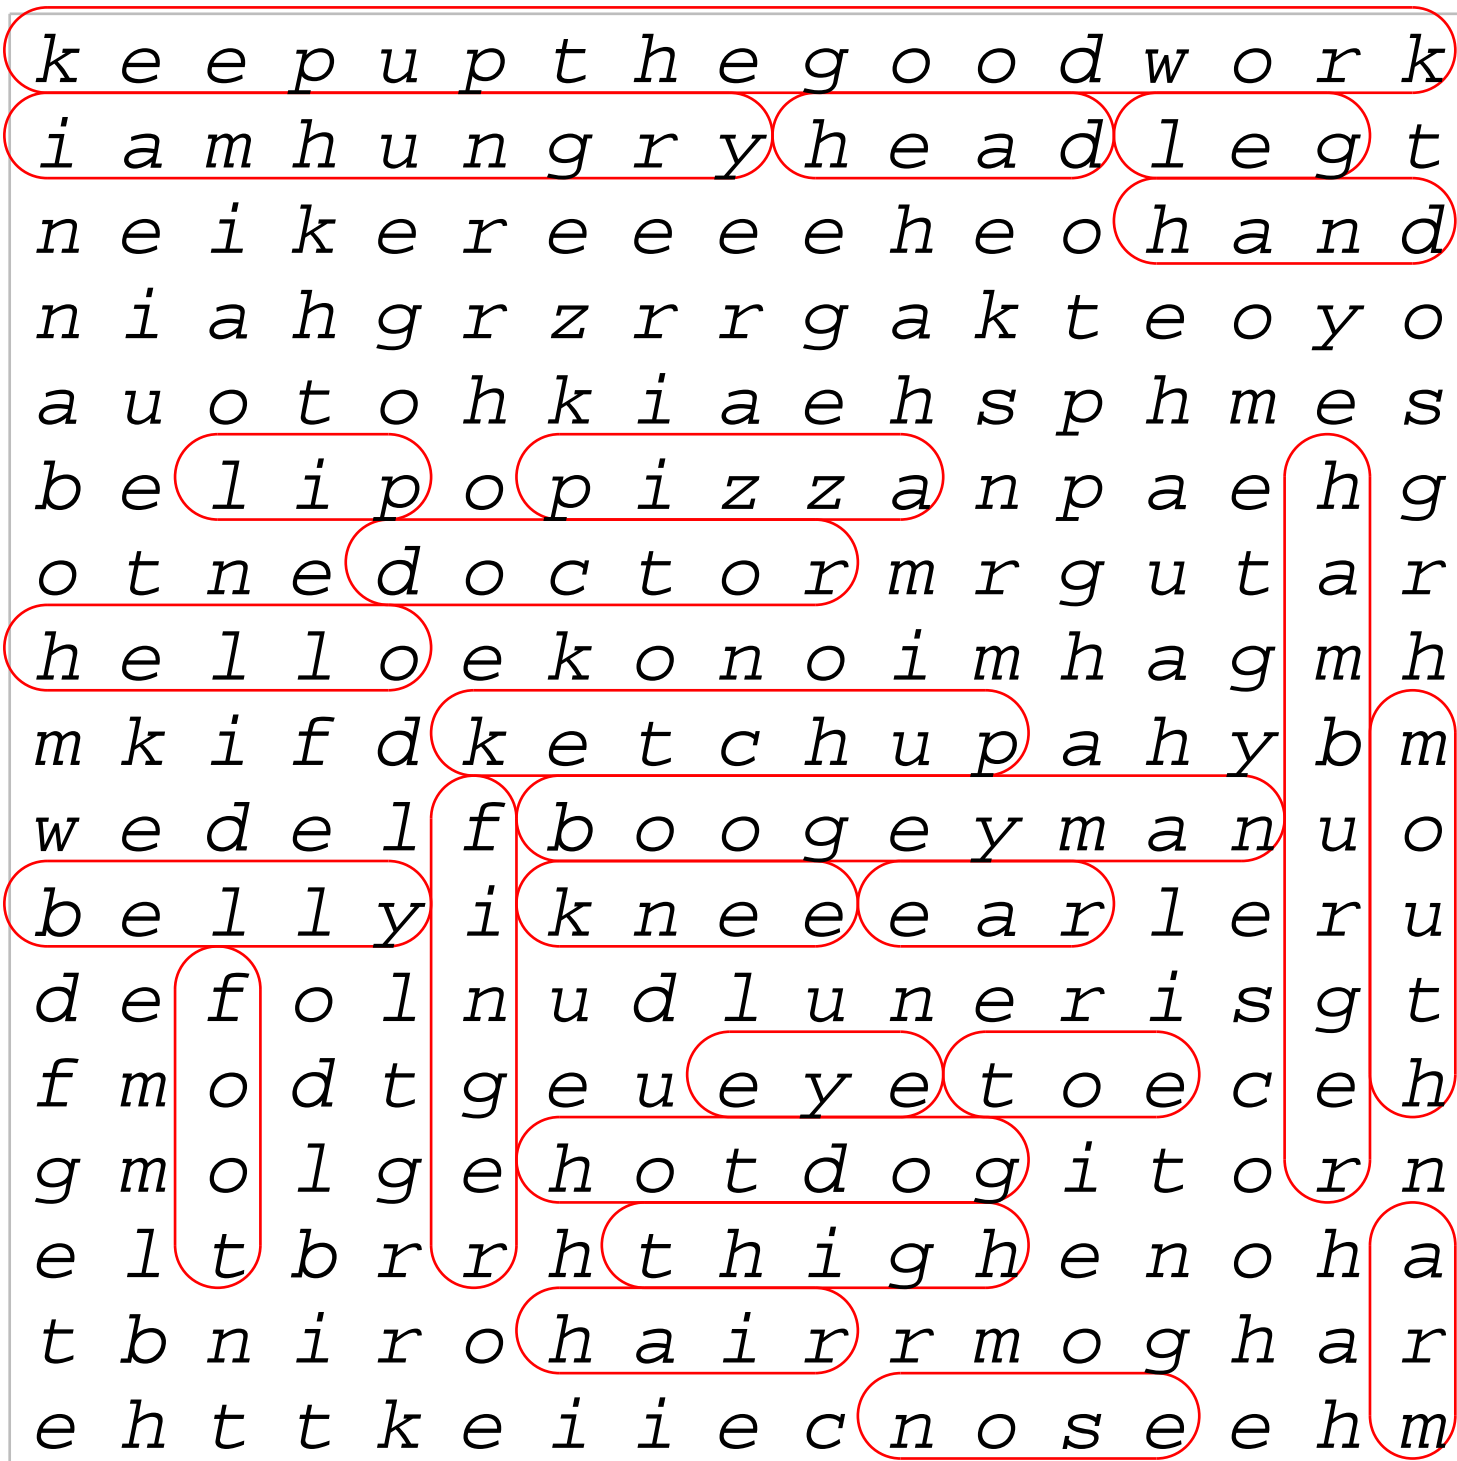 k e e p u p t h e g o o d w o r k
i a m h u n g r y h e a d l e g t
n e i k e r e e e e h e o h a n d
n i a h g r z r r g a k t e o y o
a u o t o h k i a e h s p h m e s
b e l i p o p i z z a n p a e h g
o t n e d o c t o r m r g u t a r
h e l l o e k o n o i m h a g m h
m k i f d k e t c h u p a h y b m
w e d e l f b o o g e y m a n u o
b e l l y i k n e e e a r l e r u
d e f o l n u d l u n e r i s g t
f m o d t g e u e y e t o e c e h
g m o l g e h o t d o g i t o r n
e l t b r r h t h i g h e n o h a
t b n i r o h a i r r m o g h a r
e h t t k e i i e c n o s e e h m